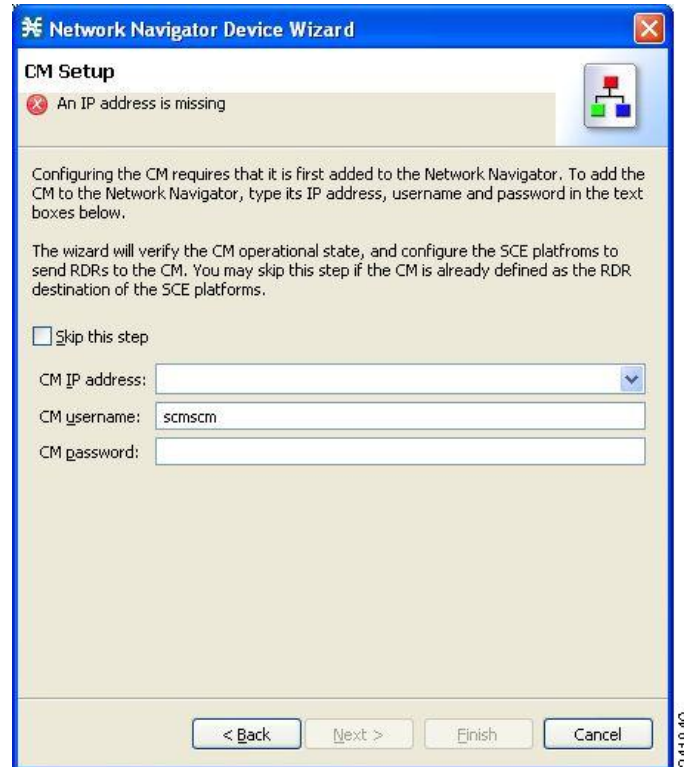 Network Navigator Device Wizard
CM Setup
An IP address is missing
Configuring the CM requires that it is first added to the Network Navigator. To add the
CM to the Network Navigator, type its IP address, username and password in the text
boxes below.
The wizard will verify the CM operational state, and configure the SCE platfroms to
send RDRs to the CM. You may skip this step if the CM is already defined as the RDR
destination of the SCE platforms.
Skip this step
CM IP address:
CM username: scmscm
CM password:
< Back Next > Finish Cancel